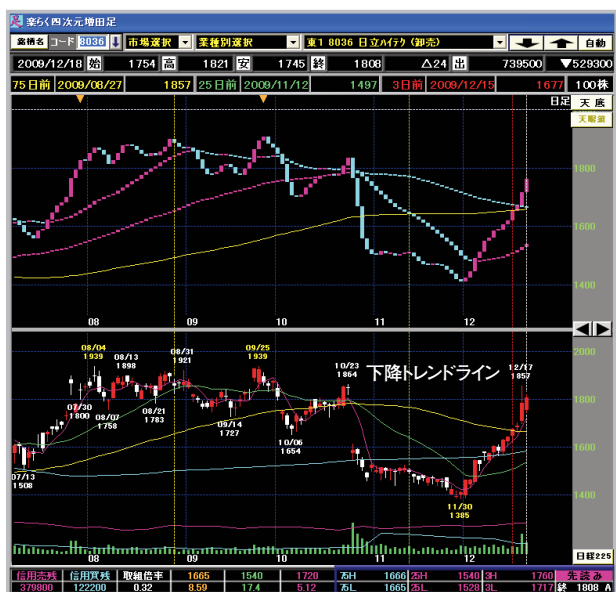 楽らく四次元増田足
銘柄名 コード 8036 市場選択 業種別選択 東1 8036 日立ハイテク (卸売) 自動
2009/12/18 始 1754 高 1821 安 1745 終 1808 △24 出 739500 ▼529300
75日前 2009/08/27 1857 25日前 2009/11/12 1497 3日前 2009/12/15 1677 100株
日足 天底
天眼鏡
1800
1600
1400
08 09 10 11 12
2000
1800
1600
1400
08/04
1939
08/13
1898
08/31
1921
09/25
1939
10/23
1864
下降トレンドライン
12/17
1857
07/30
1800
08/07
1758
08/21
1783
09/14
1727
10/06
1654
07/13
1508
11/30
1385
08 09 10 11 12
日経225
信用売残 信用買残 取組倍率 1665 1540 1720 75H 1666 25H 1540 3H 1760 先読み
379800 122200 0.32 8.59 17.4 5.12 75L 1665 25L 1528 3L 1717 終 1808 A